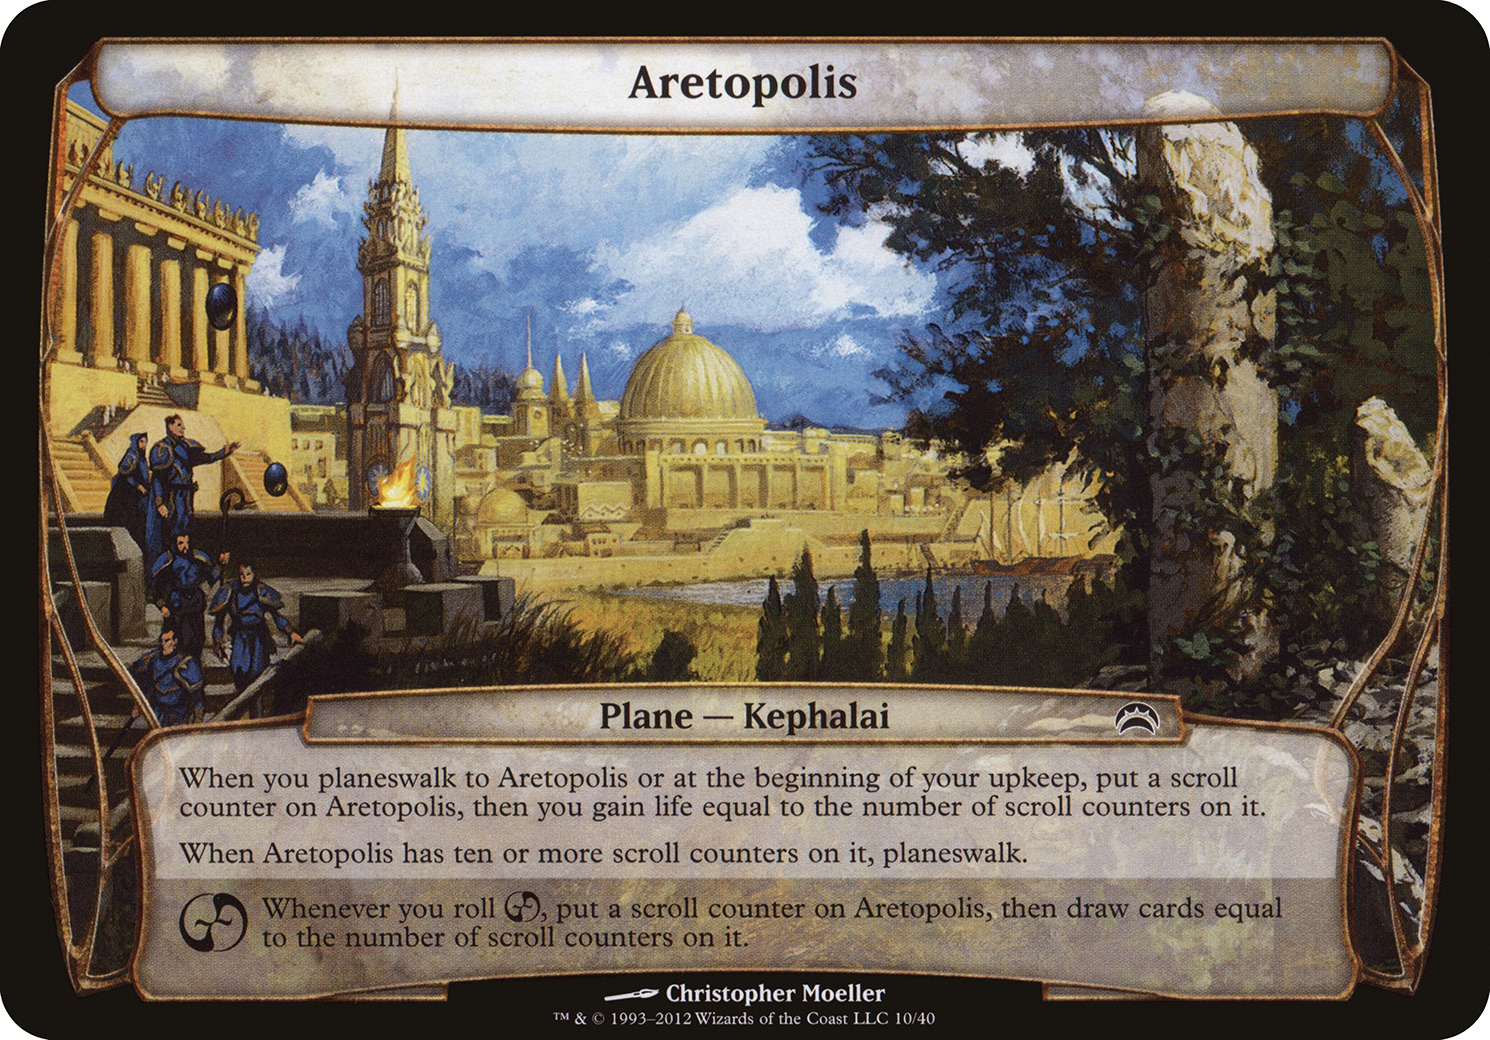 Aretopolis
Plane — Kephalai
When you planeswalk to Aretopolis or at the beginning of your upkeep, put a scroll
counter on Aretopolis, then you gain life equal to the number of scroll counters on it.
When Aretopolis has ten or more scroll counters on it, planeswalk.
Whenever you roll , put a scroll counter on Aretopolis, then draw cards equal
to the number of scroll counters on it.
Christopher Moeller
™ & © 1993–2012 Wizards of the Coast LLC 10/40